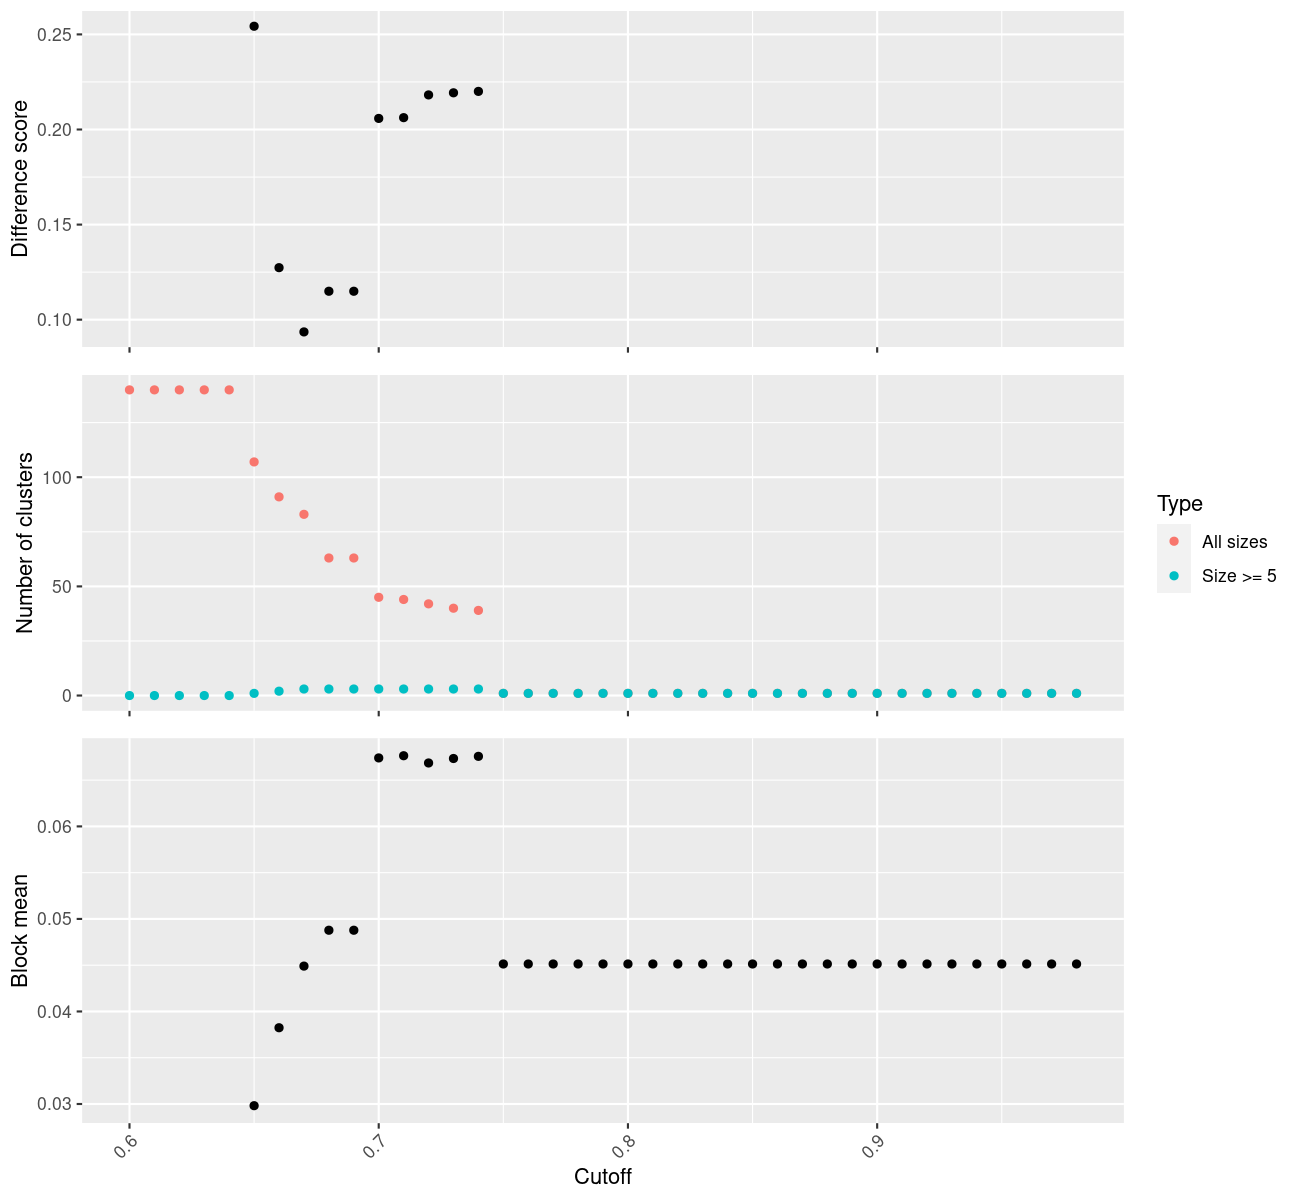 0.25
0.20
0.15
0.10
Difference score
100
50
0
Number of clusters
Type
All sizes
Size >= 5
0.06
0.05
0.04
0.03
Block mean
0.6
0.7
0.8
0.9
Cutoff